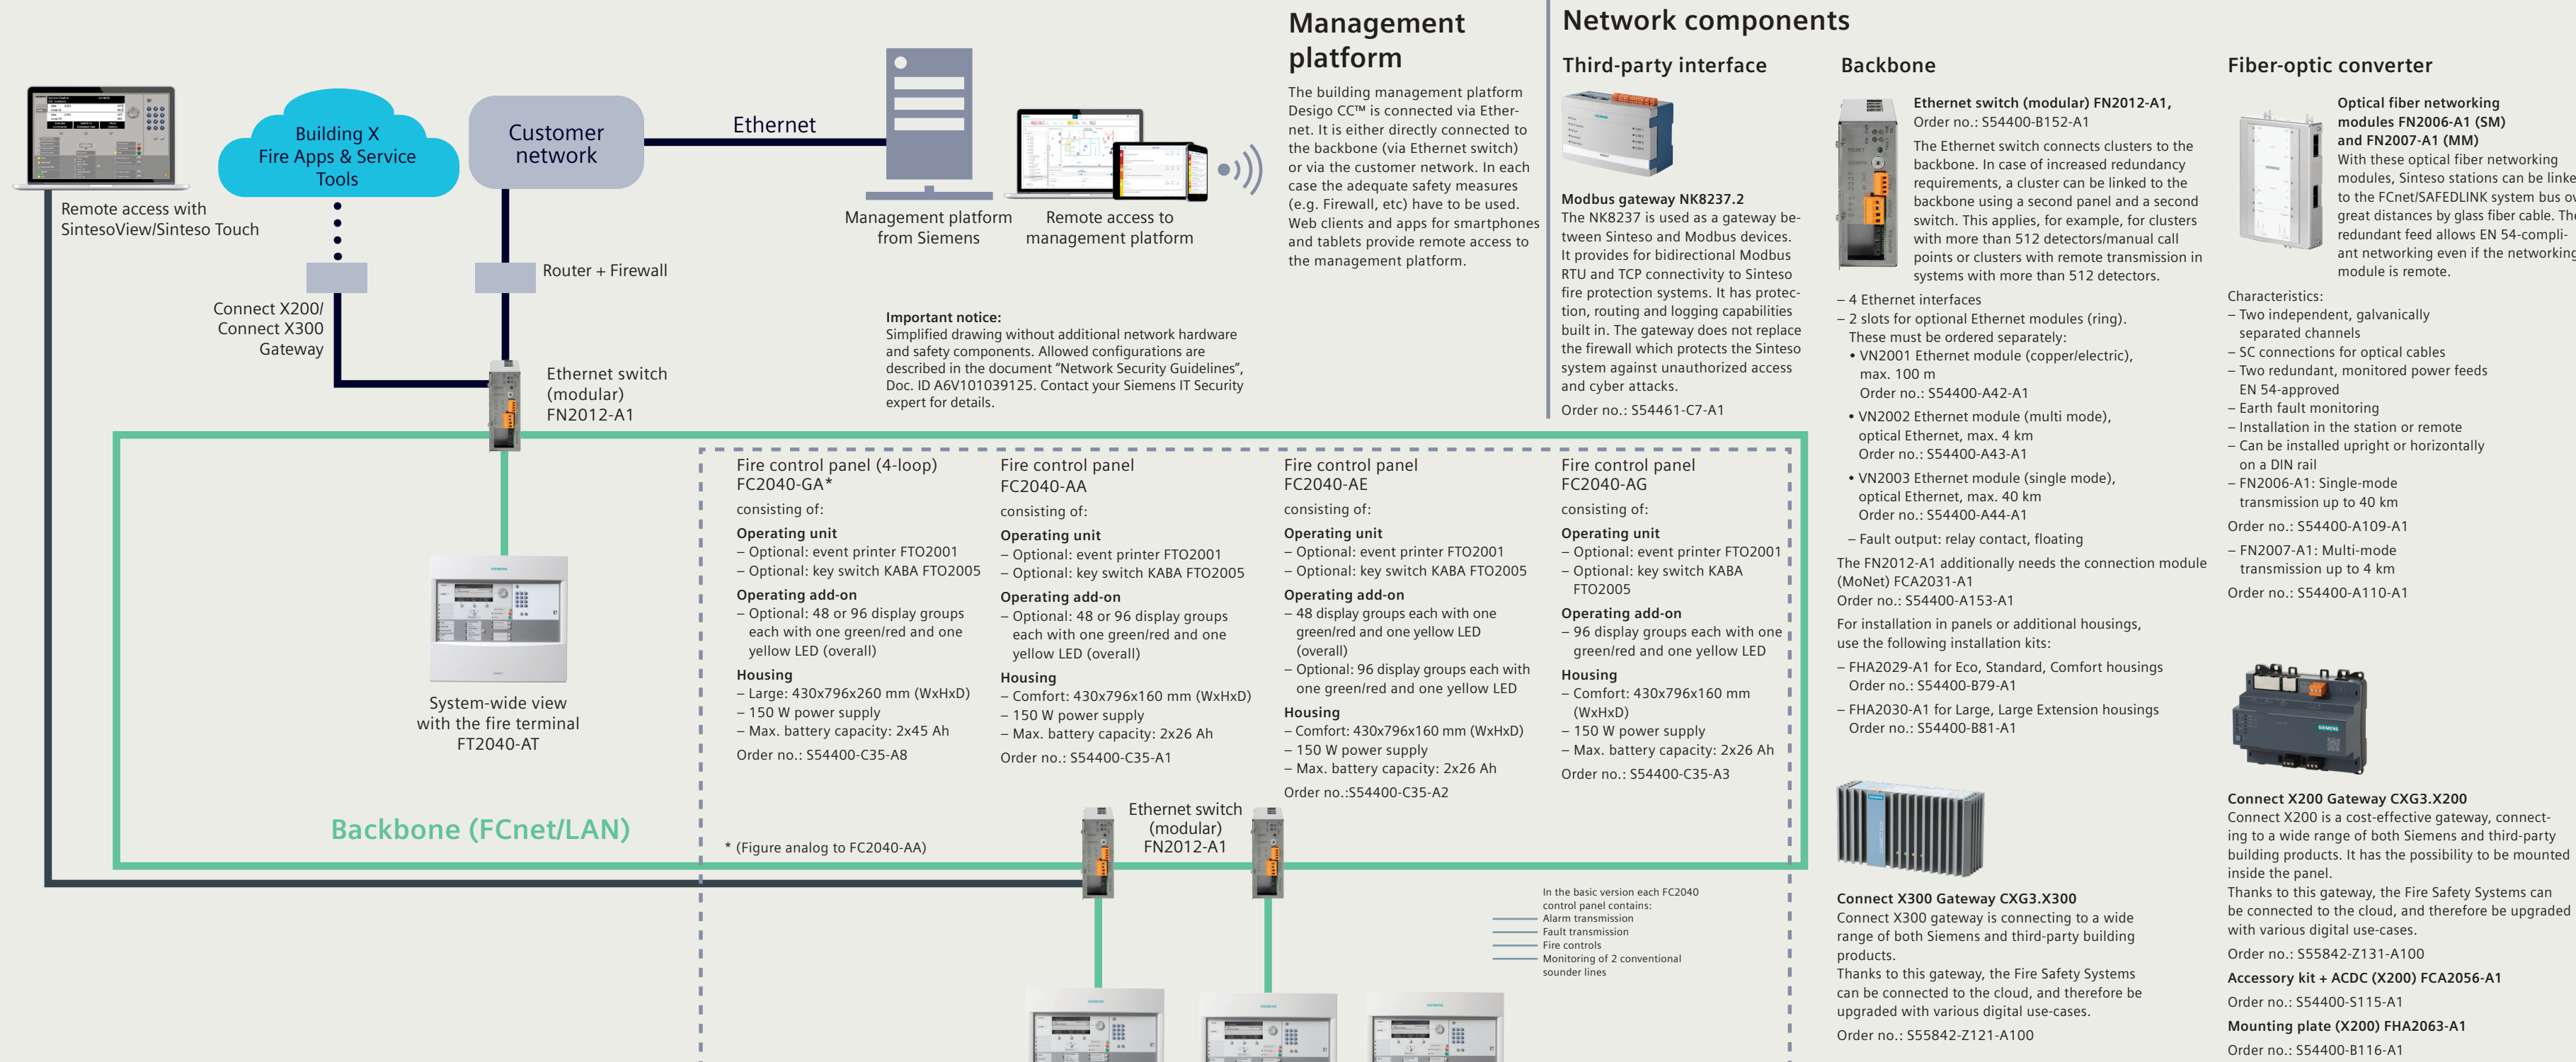 Building X
Fire Apps & Service
Tools
Customer
network
Ethernet
Remote access with
SintesoView/Sinteso Touch
Management platform
from Siemens
Remote access to
management platform
Router + Firewall
Connect X200/
Connect X300
Gateway
Ethernet switch
(modular)
FN2012-A1
Important notice:
Simplified drawing without additional network hardware
and safety components. Allowed configurations are
described in the document “Network Security Guidelines”,
Doc. ID A6V101039125. Contact your Siemens IT Security
expert for details.
Management
platform
The building management platform
Desigo CC™ is connected via Ether-
net. It is either directly connected to
the backbone (via Ethernet switch)
or via the customer network. In each
case the adequate safety measures
(e.g. Firewall, etc) have to be used.
Web clients and apps for smartphones
and tablets provide remote access to
the management platform.
System-wide view
with the fire terminal
FT2040-AT
Backbone (FCnet/LAN)
Fire control panel (4-loop)
FC2040-GA*
consisting of:
Operating unit
– Optional: event printer FTO2001
– Optional: key switch KABA FTO2005
Operating add-on
– Optional: 48 or 96 display groups
each with one green/red and one
yellow LED (overall)
Housing
– Large: 430x796x260 mm (WxHxD)
– 150 W power supply
– Max. battery capacity: 2x45 Ah
Order no.: S54400-C35-A8
* (Figure analog to FC2040-AA)
Fire control panel
FC2040-AA
consisting of:
Operating unit
– Optional: event printer FTO2001
– Optional: key switch KABA FTO2005
Operating add-on
– Optional: 48 or 96 display groups
each with one green/red and one
yellow LED (overall)
Housing
– Comfort: 430x796x160 mm (WxHxD)
– 150 W power supply
– Max. battery capacity: 2x26 Ah
Order no.: S54400-C35-A1
Fire control panel
FC2040-AE
consisting of:
Operating unit
– Optional: event printer FTO2001
– Optional: key switch KABA FTO2005
Operating add-on
– 48 display groups each with one
green/red and one yellow LED
(overall)
– Optional: 96 display groups each with
one green/red and one yellow LED
Housing
– Comfort: 430x796x160 mm (WxHxD)
– 150 W power supply
– Max. battery capacity: 2x26 Ah
Order no.:S54400-C35-A2
Fire control panel
FC2040-AG
consisting of:
Operating unit
– Optional: event printer FTO2001
– Optional: key switch KABA
FTO2005
Operating add-on
– 96 display groups each with one
green/red and one yellow LED
Housing
– Comfort: 430x796x160 mm
(WxHxD)
– 150 W power supply
– Max. battery capacity: 2x26 Ah
Order no.: S54400-C35-A3
Ethernet switch
(modular)
FN2012-A1
In the basic version each FC2040
control panel contains:
Alarm transmission
Fault transmission
Fire controls
Monitoring of 2 conventional
sounder lines
Network components
Third-party interface
Modbus gateway NK8237.2
The NK8237 is used as a gateway be-
tween Sinteso and Modbus devices.
It provides for bidirectional Modbus
RTU and TCP connectivity to Sinteso
fire protection systems. It has protec-
tion, routing and logging capabilities
built in. The gateway does not replace
the firewall which protects the Sinteso
system against unauthorized access
and cyber attacks.
Order no.: S54461-C7-A1
Backbone
Ethernet switch (modular) FN2012-A1,
Order no.: S54400-B152-A1
The Ethernet switch connects clusters to the
backbone. In case of increased redundancy
requirements, a cluster can be linked to the
backbone using a second panel and a second
switch. This applies, for example, for clusters
with more than 512 detectors/manual call
points or clusters with remote transmission in
systems with more than 512 detectors.
– 4 Ethernet interfaces
– 2 slots for optional Ethernet modules (ring).
These must be ordered separately:
• VN2001 Ethernet module (copper/electric),
max. 100 m
Order no.: S54400-A42-A1
• VN2002 Ethernet module (multi mode),
optical Ethernet, max. 4 km
Order no.: S54400-A43-A1
• VN2003 Ethernet module (single mode),
optical Ethernet, max. 40 km
Order no.: S54400-A44-A1
– Fault output: relay contact, floating
The FN2012-A1 additionally needs the connection module
(MoNet) FCA2031-A1
Order no.: S54400-A153-A1
For installation in panels or additional housings,
use the following installation kits:
– FHA2029-A1 for Eco, Standard, Comfort housings
Order no.: S54400-B79-A1
– FHA2030-A1 for Large, Large Extension housings
Order no.: S54400-B81-A1
Connect X300 Gateway CXG3.X300
Connect X300 gateway is connecting to a wide
range of both Siemens and third-party building
products.
Thanks to this gateway, the Fire Safety Systems
can be connected to the cloud, and therefore be
upgraded with various digital use-cases.
Order no.: S55842-Z121-A100
Fiber-optic converter
Optical fiber networking
modules FN2006-A1 (SM)
and FN2007-A1 (MM)
With these optical fiber networking
modules, Sinteso stations can be linke
to the FCnet/SAFEDLINK system bus ov
great distances by glass fiber cable. The
redundant feed allows EN 54-compli-
ant networking even if the networking
module is remote.
Characteristics:
– Two independent, galvanically
separated channels
– SC connections for optical cables
– Two redundant, monitored power feeds
EN 54-approved
– Earth fault monitoring
– Installation in the station or remote
– Can be installed upright or horizontally
on a DIN rail
– FN2006-A1: Single-mode
transmission up to 40 km
Order no.: S54400-A109-A1
– FN2007-A1: Multi-mode
transmission up to 4 km
Order no.: S54400-A110-A1
Connect X200 Gateway CXG3.X200
Connect X200 is a cost-effective gateway, connect-
ing to a wide range of both Siemens and third-party
building products. It has the possibility to be mounted
inside the panel.
Thanks to this gateway, the Fire Safety Systems can
be connected to the cloud, and therefore be upgraded
with various digital use-cases.
Order no.: S55842-Z131-A100
Accessory kit + ACDC (X200) FCA2056-A1
Order no.: S54400-S115-A1
Mounting plate (X200) FHA2063-A1
Order no.: S54400-B116-A1